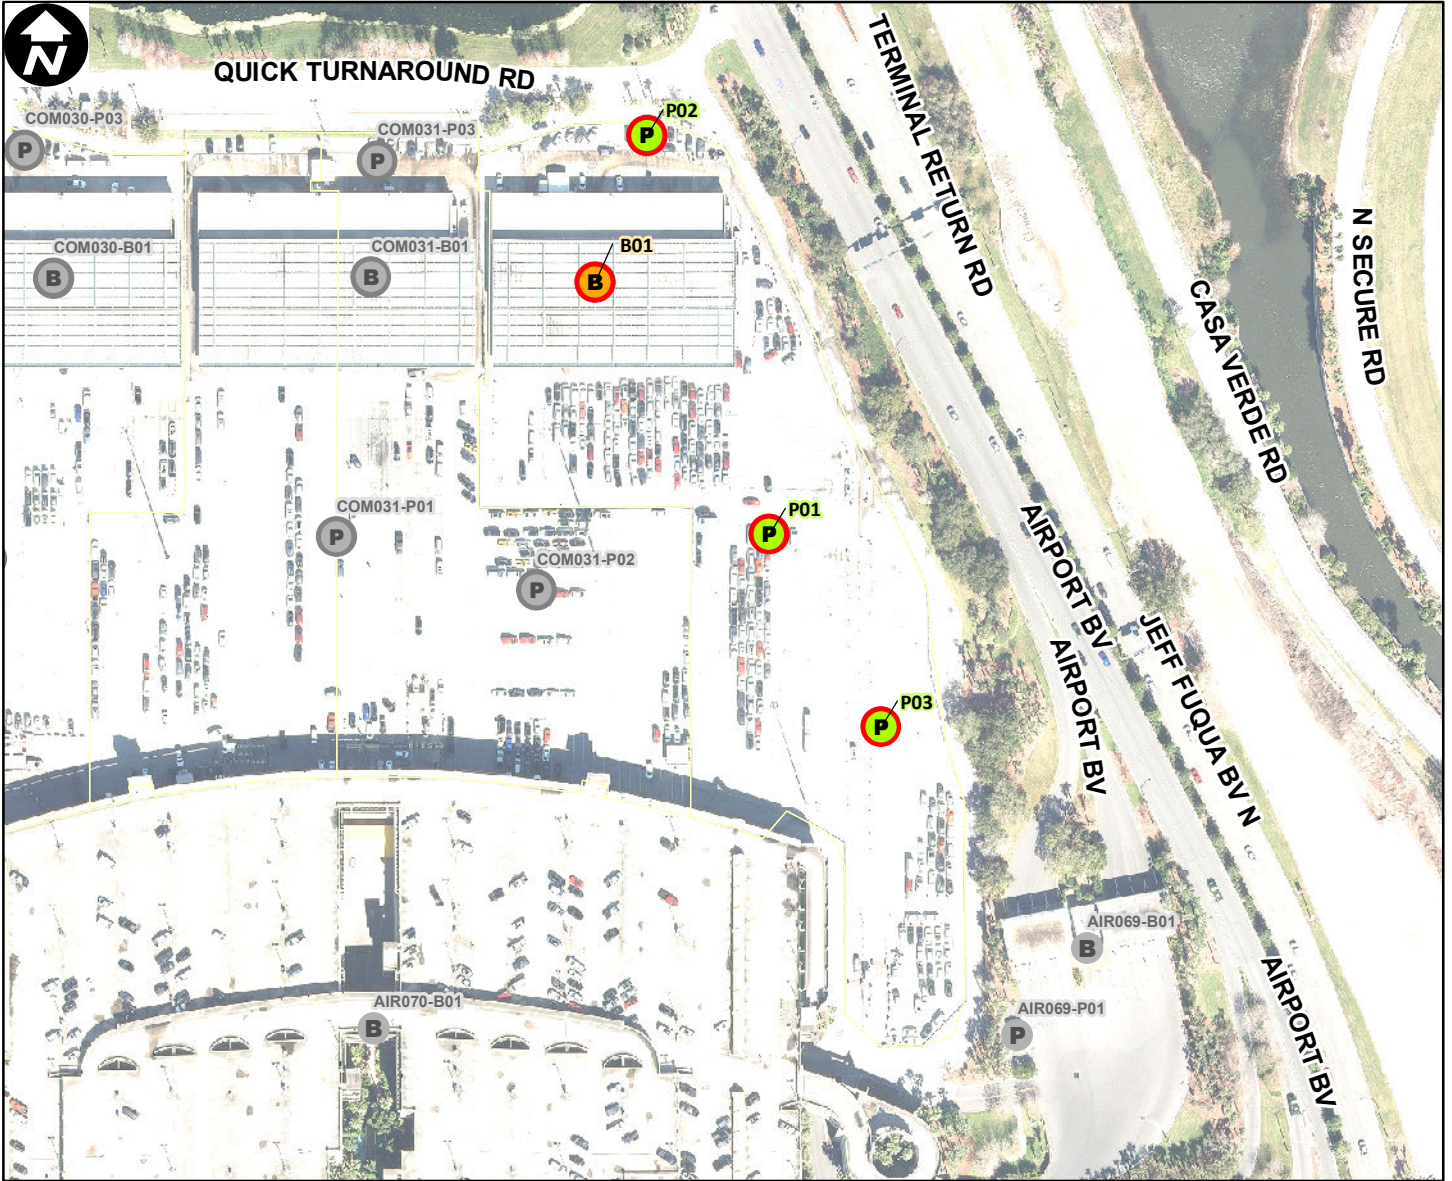 N
QUICK TURNAROUND RD
TERMINAL RETURN RD
COM030-P03
P
COM031-P03
P
P02
P
N SECURE RD
COM030-B01
B
COM031-B01
B
B01
B
CASA VERDE RD
COM031-P01
P
P01
P
AIRPORT BV
COM031-P02
P
JEFF FUQUA BV N
AIRPORT BV
P03
P
AIR069-B01
B
AIRPORT BV
AIR070-B01
B
AIR069-P01
P